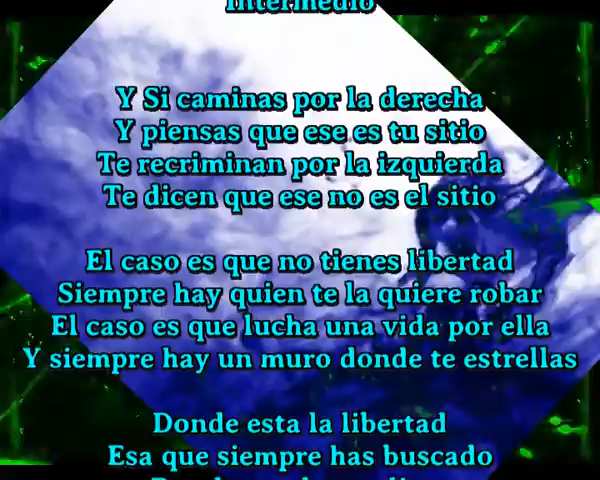 Intermedio
Y Si caminas por la derecha
Y piensas que ese es tu sitio
Te recriminan por la izquierda
Te dicen que ese no es el sitio
El caso es que no tienes libertad
Siempre hay quien te la quiere robar
El caso es que lucha una vida por ella
Y siempre hay un muro donde te estrellas
Donde esta la libertad
Esa que siempre has buscado